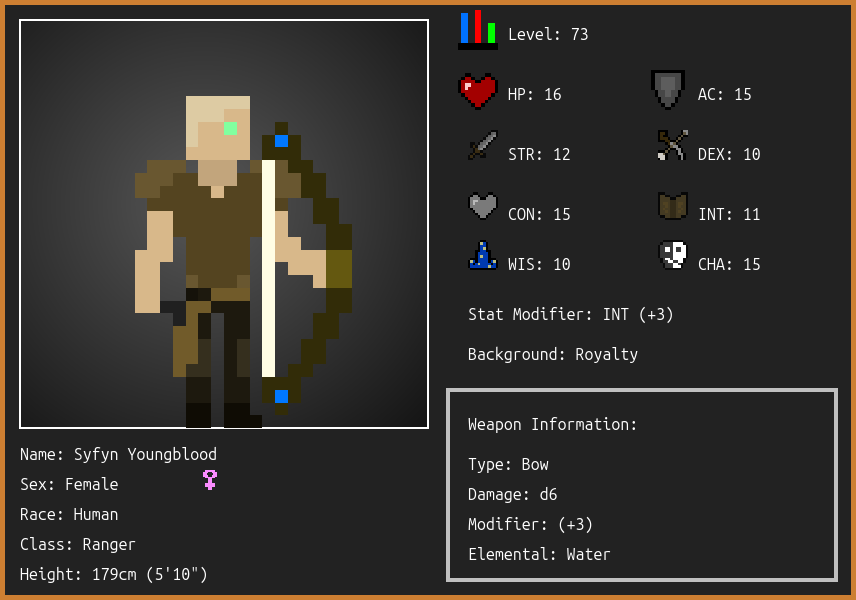 Level: 73
HP: 16
AC: 15
STR: 12
DEX: 10
CON: 15
INT: 11
WIS: 10
CHA: 15
Stat Modifier: INT (+3)
Background: Royalty
Weapon Information:
Type: Bow
Damage: d6
Modifier: (+3)
Elemental: Water
Name: Syfyn Youngblood
Sex: Female
Race: Human
Class: Ranger
Height: 179cm (5'10")